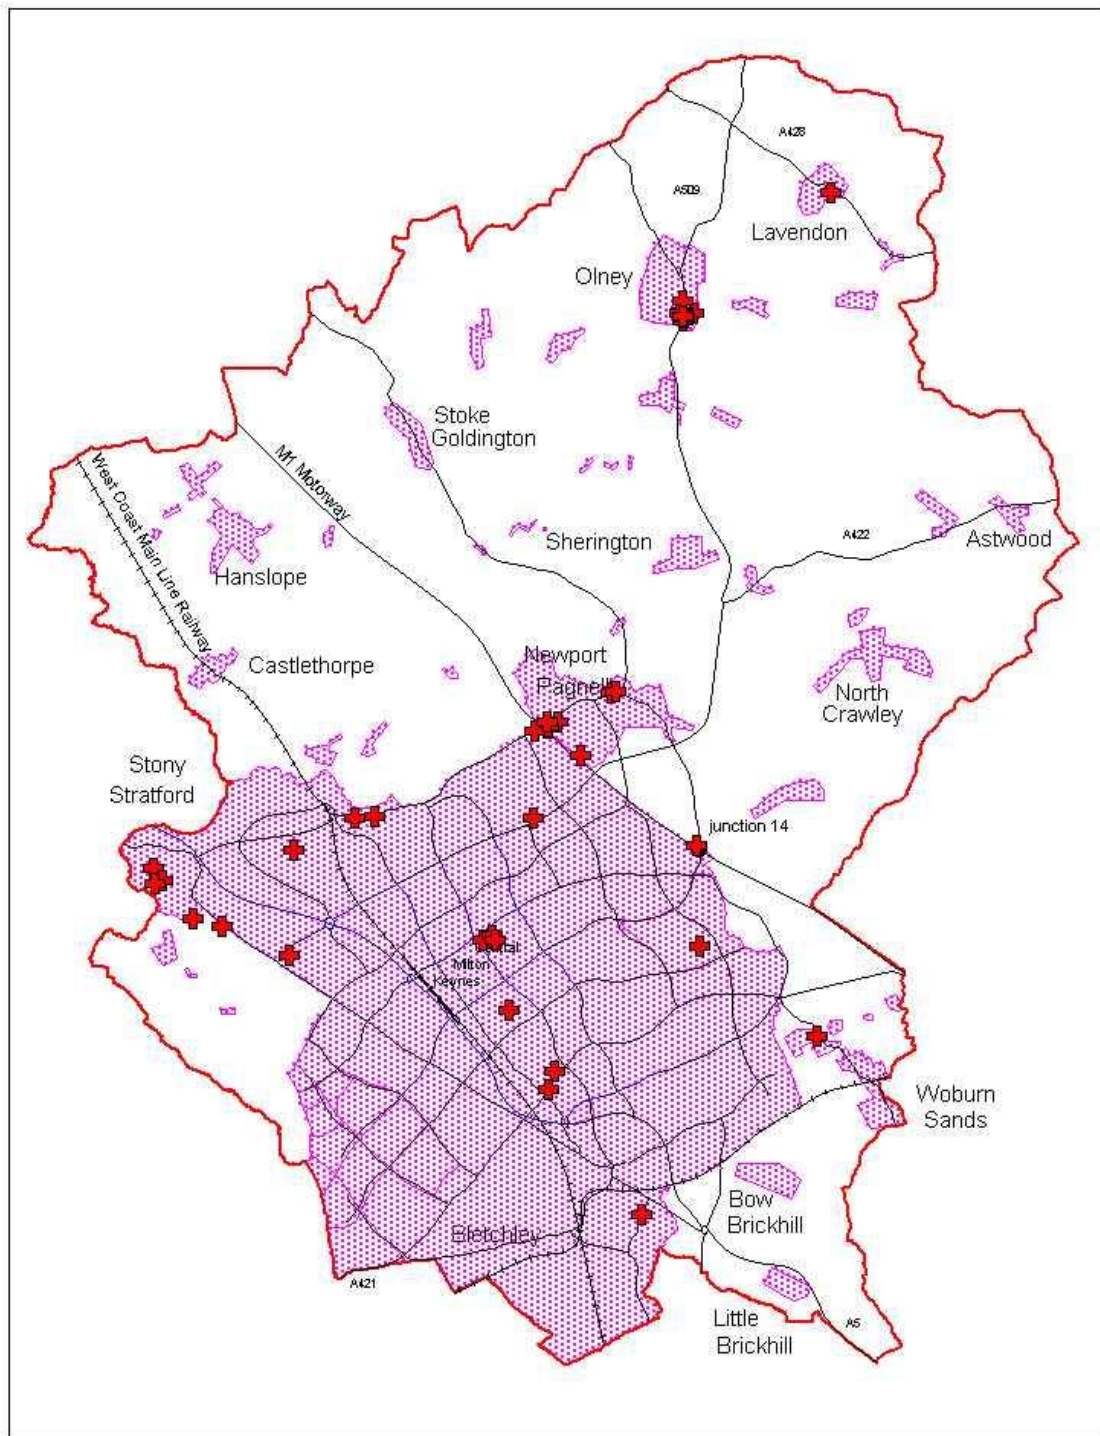 A428
A509
Lavendon
Olney
Stoke
Goldington
M1 Motorway
West Coast Main Line Railway
Sherington
A422
Astwood
Hanslope
Newport
Pagnell
Castlethorpe
North
Crawley
Stony
Stratford
junction 14
Milton
Keynes
Woburn
Sands
Bow
Brickhill
Bletchley
A421
Little
Brickhill
A5